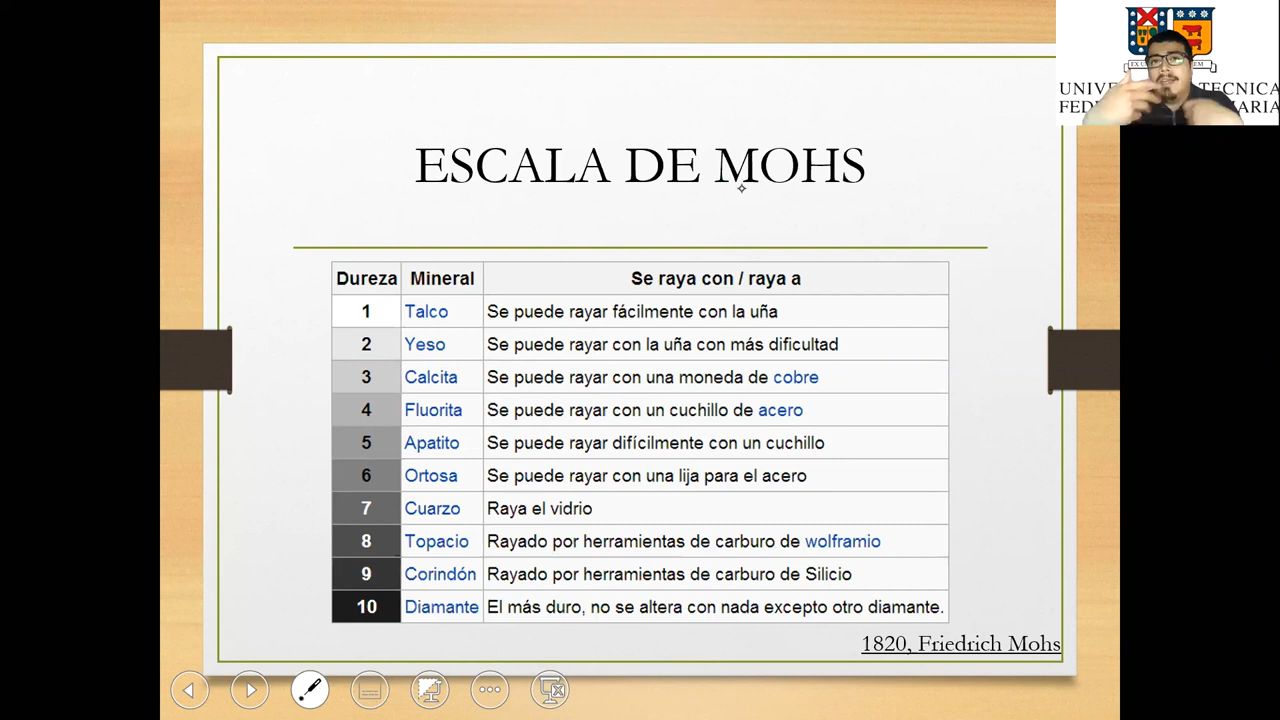 ESCALA DE MOHS
Dureza Mineral Se raya con / raya a
1 Talco Se puede rayar fácilmente con la uña
2 Yeso Se puede rayar con la uña con más dificultad
3 Calcita Se puede rayar con una moneda de cobre
4 Fluorita Se puede rayar con un cuchillo de acero
5 Apatito Se puede rayar difícilmente con un cuchillo
6 Ortosa Se puede rayar con una lija para el acero
7 Cuarzo Raya el vidrio
8 Topacio Rayado por herramientas de carburo de wolframio
9 Corindón Rayado por herramientas de carburo de Silicio
10 Diamante El más duro, no se altera con nada excepto otro diamante.
1820, Friedrich Mohs